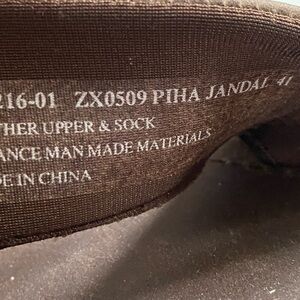 216-01 ZX0509 PIHA JANDAL 41
THER UPPER & SOCK
ANCE MAN MADE MATERIALS
DE IN CHINA